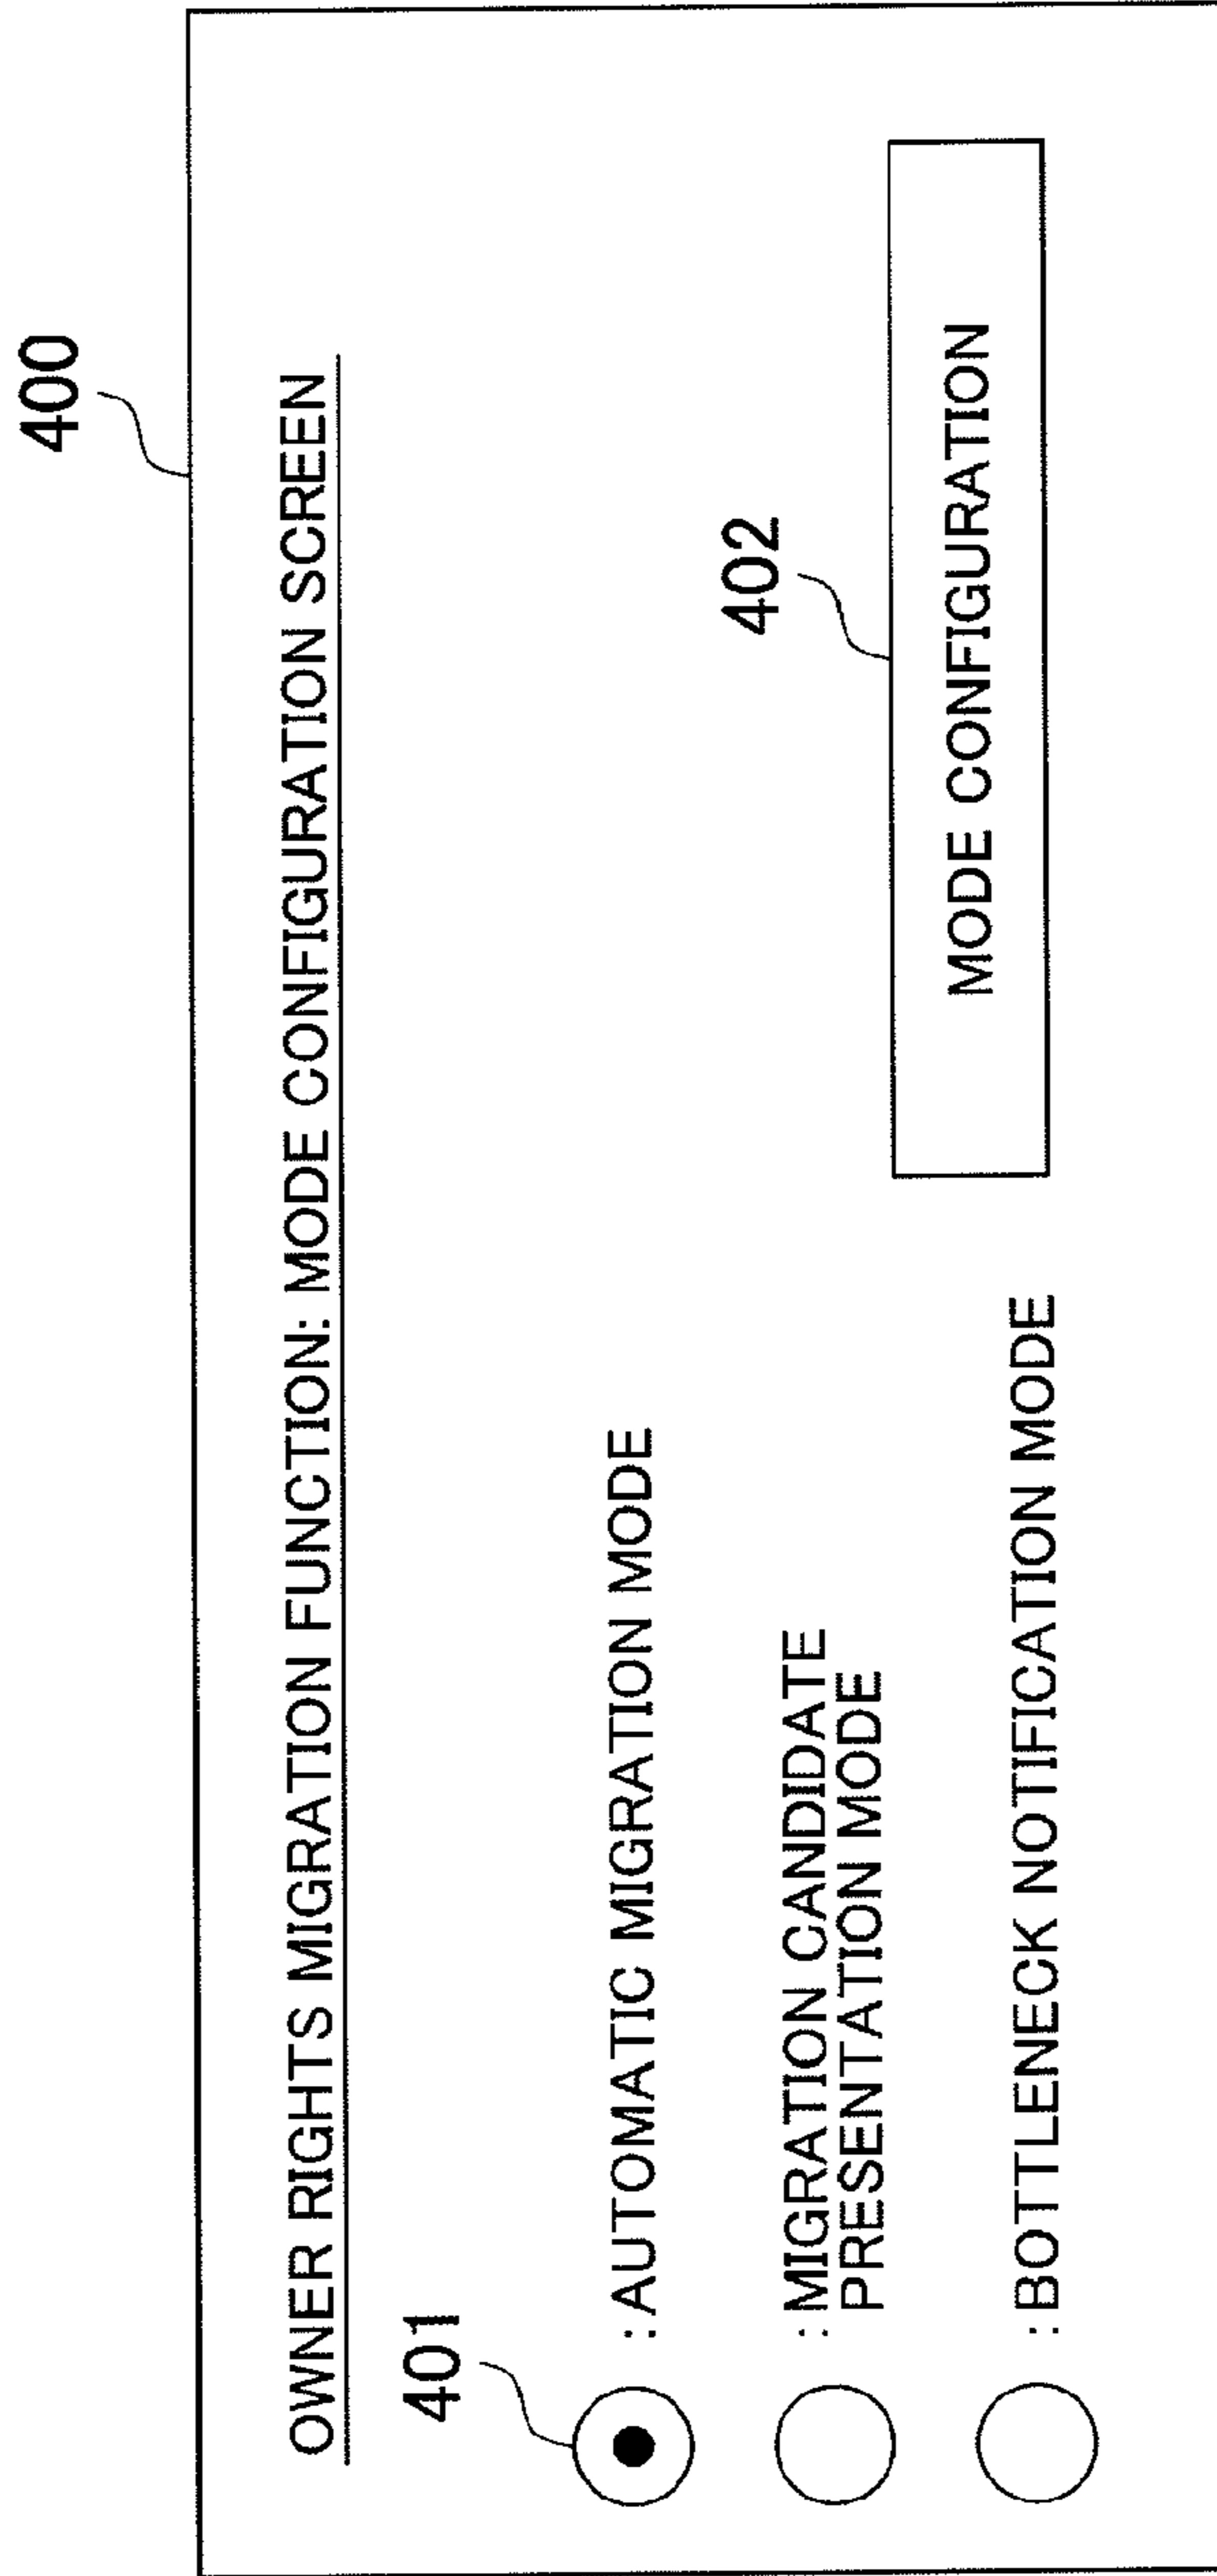 400
OWNER RIGHTS MIGRATION FUNCTION: MODE CONFIGURATION SCREEN
401
:AUTOMATIC MIGRATION MODE
:MIGRATION CANDIDATE
PRESENTATION MODE
:BOTTLENECK NOTIFICATION MODE
402
MODE CONFIGURATION